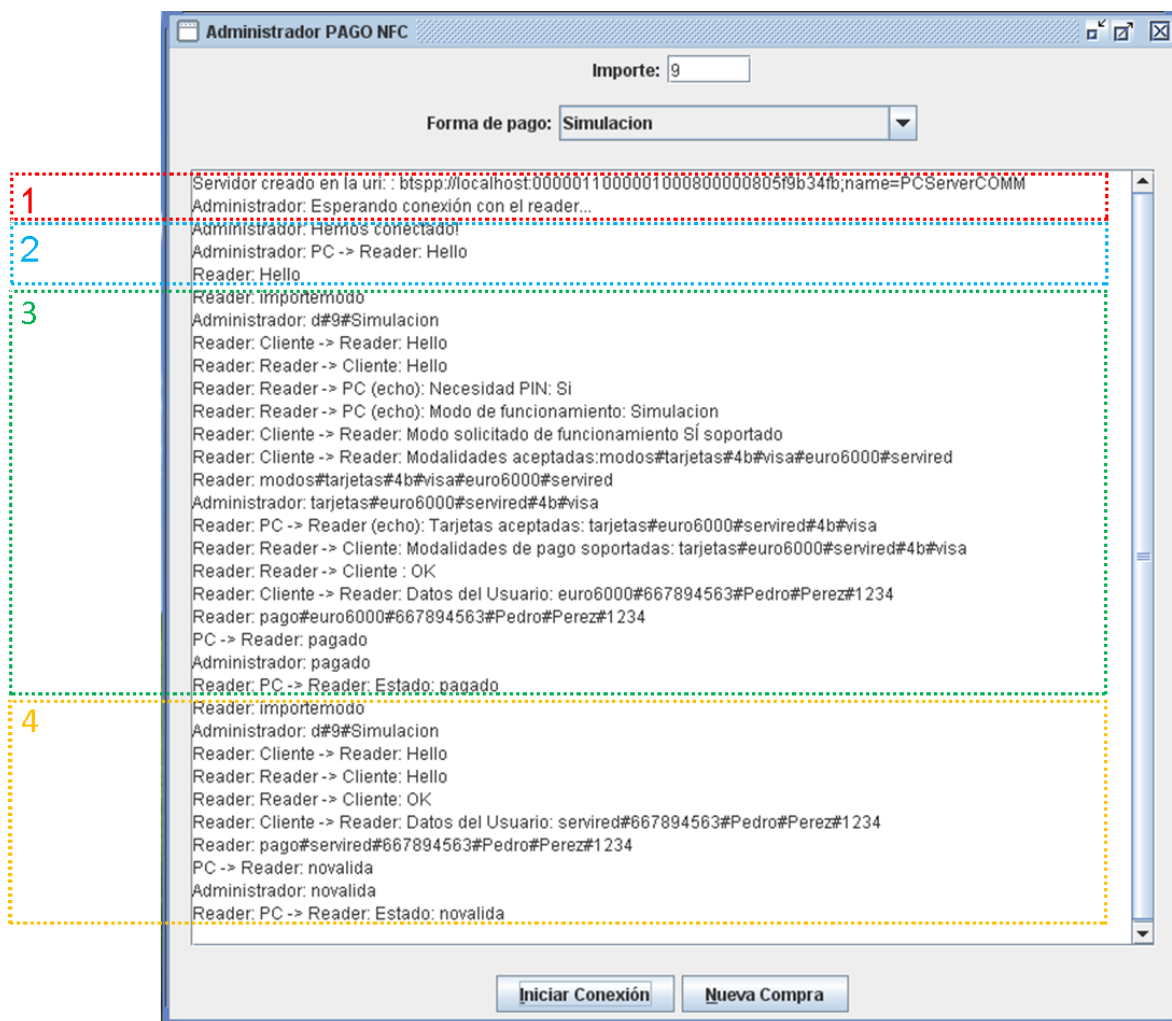 Administrador PAGO NFC
Importe: 9
Forma de pago: Simulacion
1
Servidor creado en la uri: : btspp://localhost:0000011000001000800000805f9b34fb;name=PCServerCOMM
Administrador: Esperando conexión con el reader...
2
Administrador: Hemos conectado!
Administrador: PC -> Reader: Hello
Reader: Hello
3
Reader: importemodo
Administrador: d#9#Simulacion
Reader: Cliente -> Reader: Hello
Reader: Reader -> Cliente: Hello
Reader: Reader -> PC (echo): Necesidad PIN: Si
Reader: Reader -> PC (echo): Modo de funcionamiento: Simulacion
Reader: Cliente -> Reader: Modo solicitado de funcionamiento SÍ soportado
Reader: Cliente -> Reader: Modalidades aceptadas:modos#tarjetas#4b#visa#euro6000#servired
Reader: modos#tarjetas#4b#visa#euro6000#servired
Administrador: tarjetas#euro6000#servired#4b#visa
Reader: PC -> Reader (echo): Tarjetas aceptadas: tarjetas#euro6000#servired#4b#visa
Reader: Reader -> Cliente: Modalidades de pago soportadas: tarjetas#euro6000#servired#4b#visa
Reader: Reader -> Cliente : OK
Reader: Cliente -> Reader: Datos del Usuario: euro6000#667894563#Pedro#Perez#1234
Reader: pago#euro6000#667894563#Pedro#Perez#1234
PC -> Reader: pagado
Administrador: pagado
Reader: PC -> Reader: Estado: pagado
4
Reader: importemodo
Administrador: d#9#Simulacion
Reader: Cliente -> Reader: Hello
Reader: Reader -> Cliente: Hello
Reader: Reader -> Cliente: OK
Reader: Cliente -> Reader: Datos del Usuario: servired#667894563#Pedro#Perez#1234
Reader: pago#servired#667894563#Pedro#Perez#1234
PC -> Reader: novalida
Administrador: novalida
Reader: PC -> Reader: Estado: novalida
Iniciar Conexión Nueva Compra